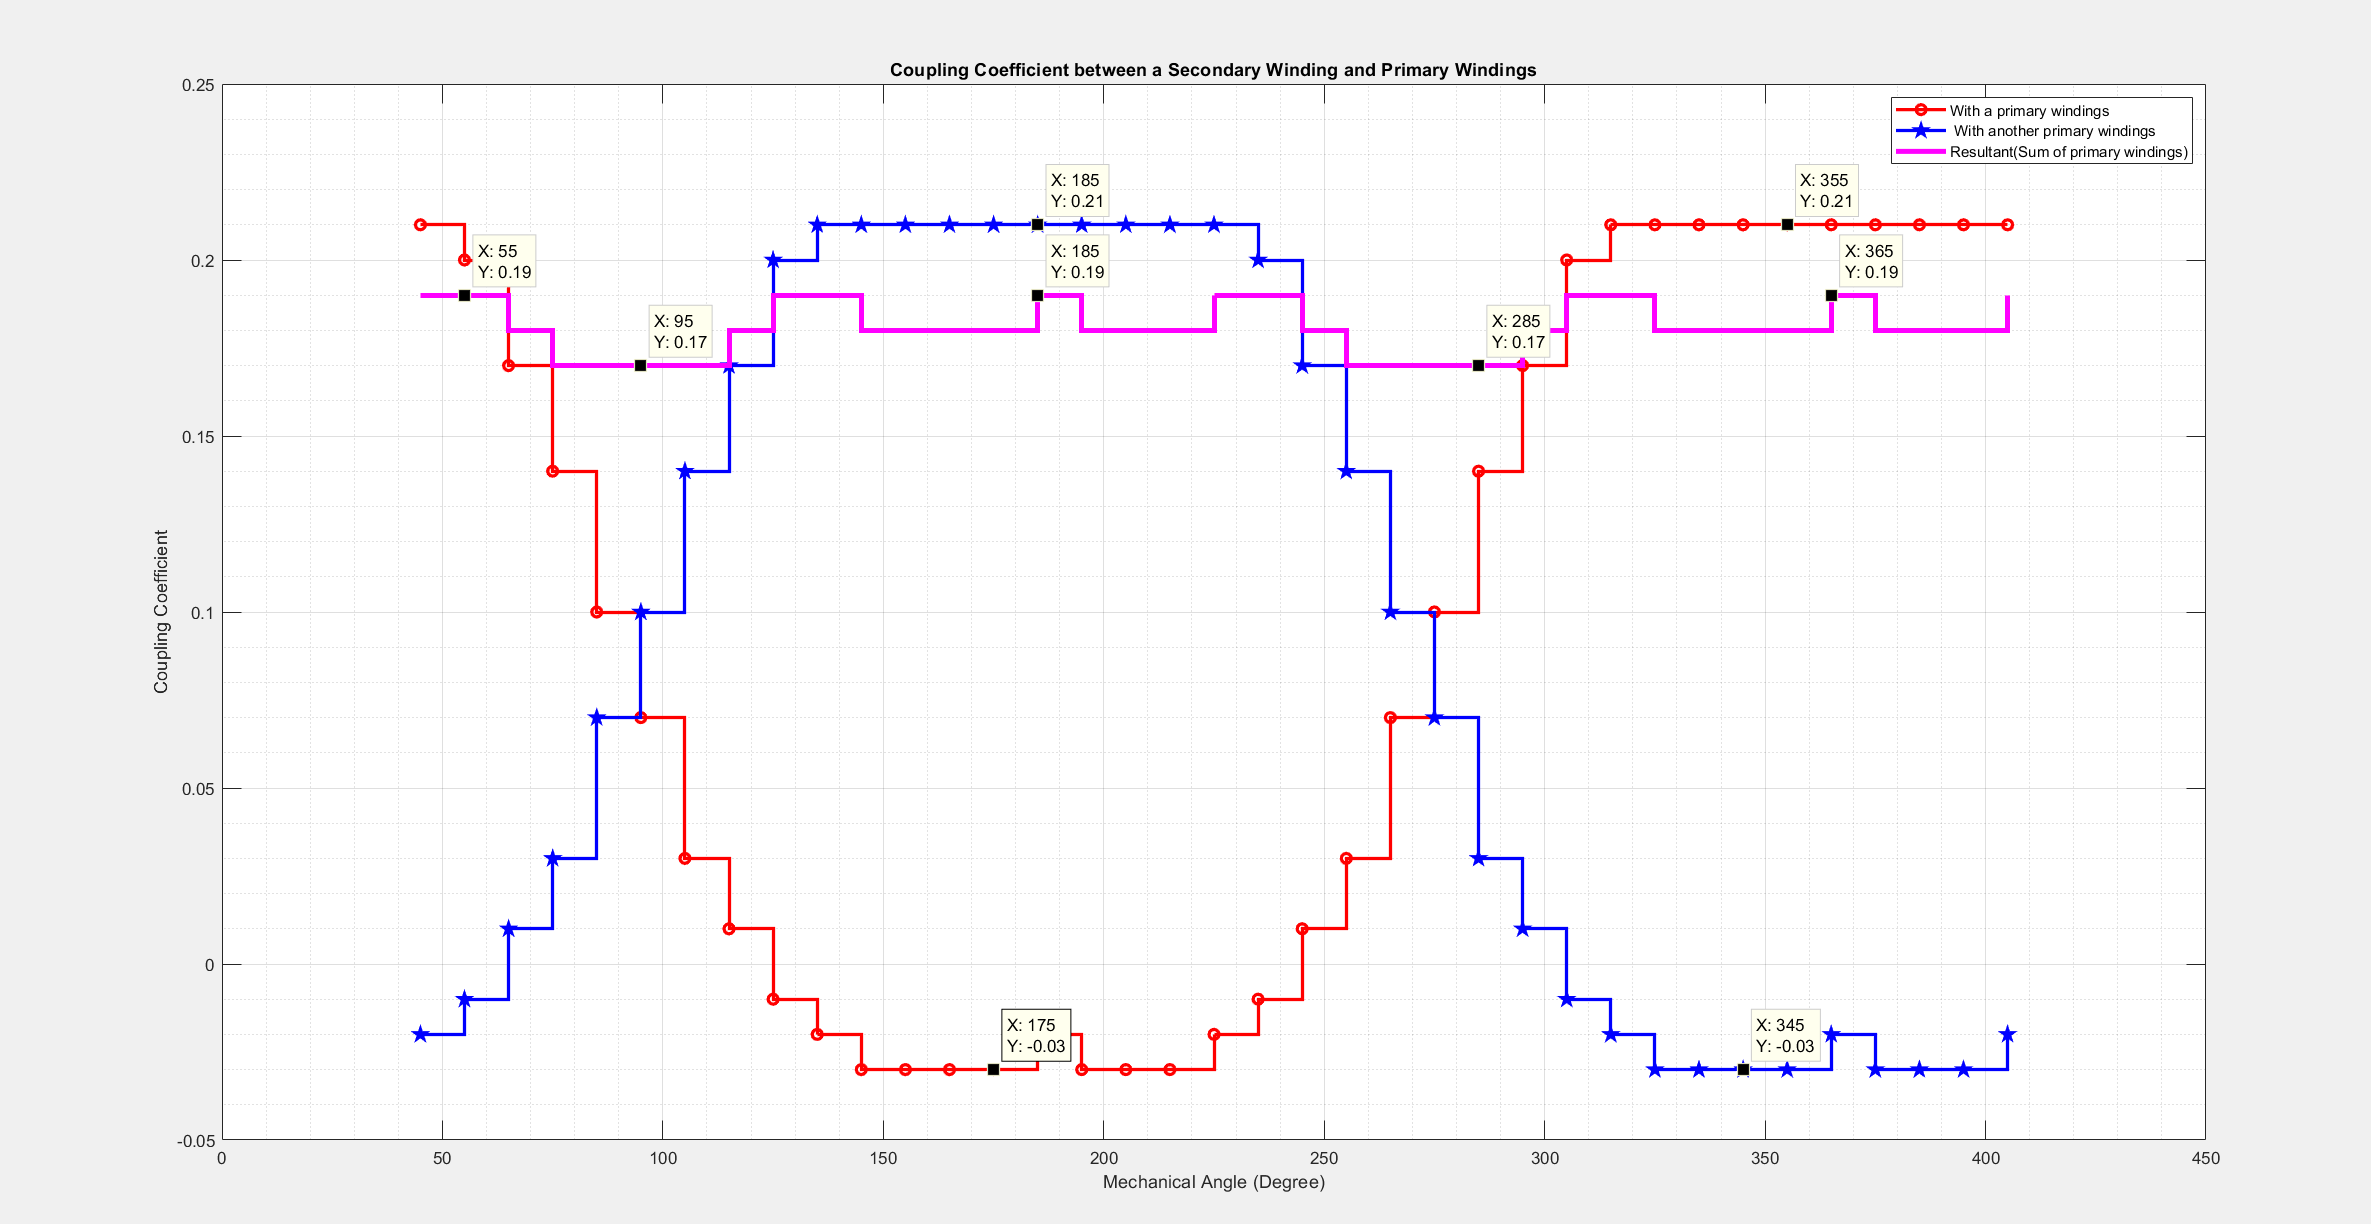 Coupling Coefficient between a Secondary Winding and Primary Windings
With a primary windings
With another primary windings
Resultant(Sum of primary windings)
0.25
0.2
0.15
0.1
0.05
0
-0.05
Coupling Coefficient
X: 55
Y: 0.19
X: 95
Y: 0.17
X: 185
Y: 0.21
X: 185
Y: 0.19
X: 175
Y: -0.03
X: 285
Y: 0.17
X: 355
Y: 0.21
X: 365
Y: 0.19
X: 345
Y: -0.03
0
50
100
150
200
250
300
350
400
450
Mechanical Angle (Degree)